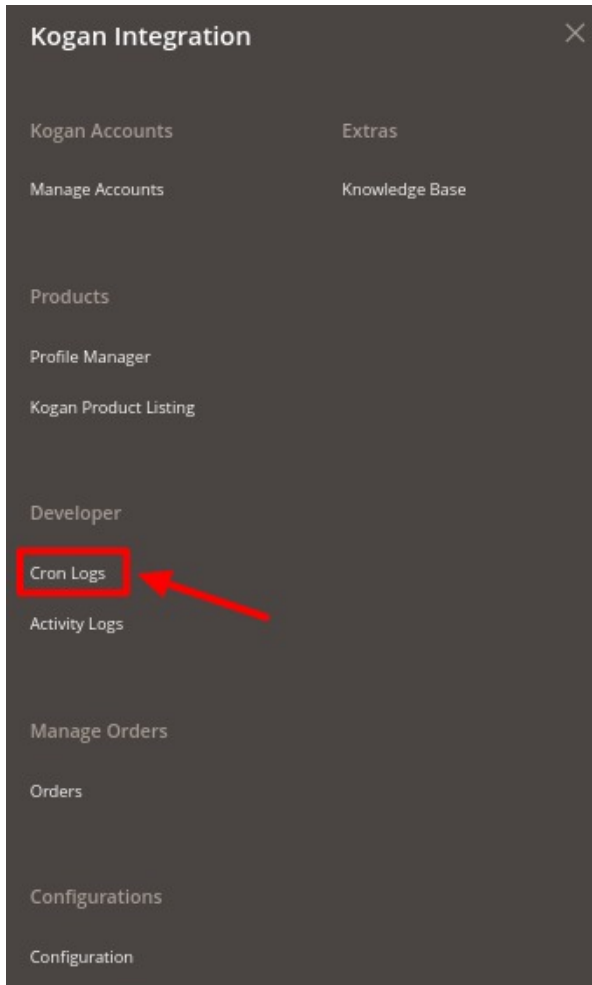 Kogan Integration
Kogan Accounts
Manage Accounts
Extras
Knowledge Base
Products
Profile Manager
Kogan Product Listing
Developer
Cron Logs
Activity Logs
Manage Orders
Orders
Configurations
Configuration